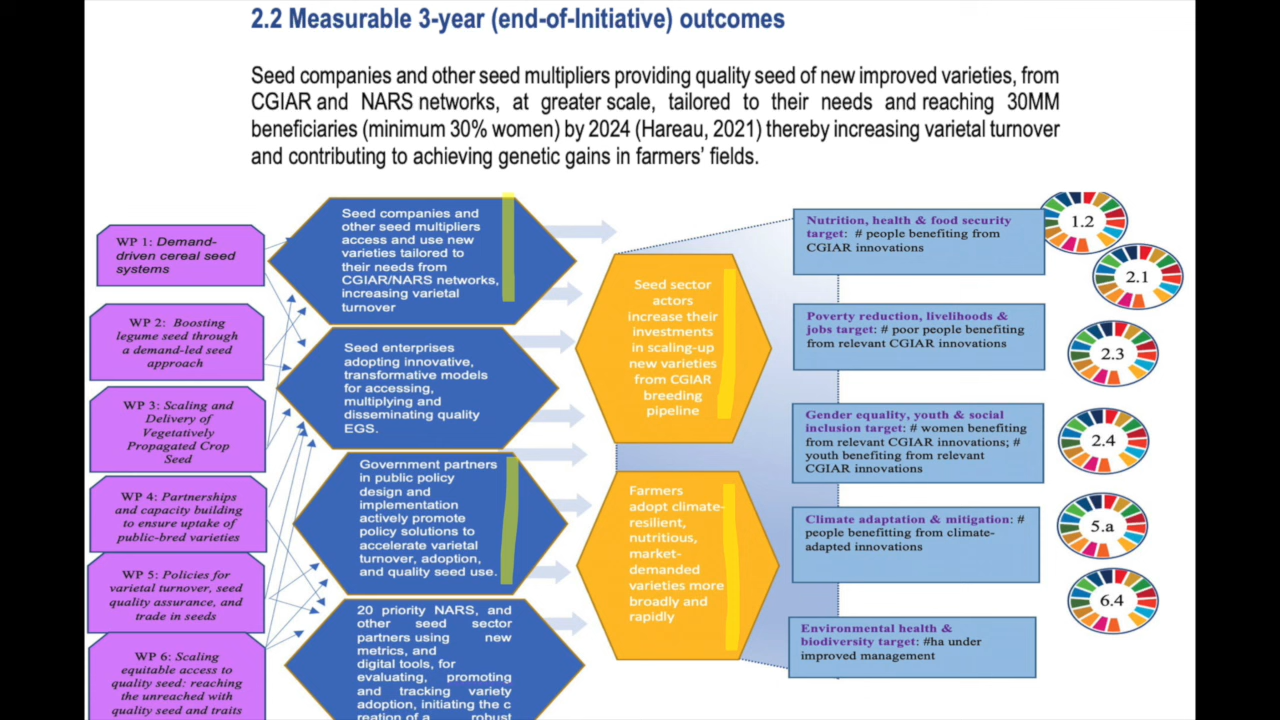 2.2 Measurable 3-year (end-of-Initiative) outcomes
Seed companies and other seed multipliers providing quality seed of new improved varieties, from
CGIAR and NARS networks, at greater scale, tailored to their needs and reaching 30MM
beneficiaries (minimum 30% women) by 2024 (Hareau, 2021) thereby increasing varietal turnover
and contributing to achieving genetic gains in farmers' fields.
WP 1: Demand-
driven cereal seed
systems
WP 2: Boosting
legume seed through
a demand-led seed
approach
WP 3: Scaling and
Delivery of
Vegetatively
Propagated Crop
Seed
WP 4: Partnerships
and capacity building
to ensure uptake of
public-bred varieties
WP 5: Policies for
varietal turnover, seed
quality assurance, and
trade in seeds
WP 6: Scaling
equitable access to
quality seed: reaching
the unreached with
quality seed and traits
Seed companies and
other seed multipliers
access and use new
varieties tailored to
their needs from
CGIAR/NARS networks,
increasing varietal
turnover
Seed enterprises
adopting innovative,
transformative models
for accessing,
multiplying and
disseminating quality
EGS.
Government partners
in public policy
design and
implementation
actively promote
policy solutions to
accelerate varietal
turnover, adoption,
and quality seed use.
20 priority NARS, and
other seed sector
partners using new
metrics, and
digital tools, for
evaluating, promoting
and tracking variety
adoption, initiating the c
reation of a robust
Seed sector
actors
increase their
investments
in scaling-up
new varieties
from CGIAR
breeding
pipeline
Farmers
adopt climate-
resilient,
nutritious,
market-
demanded
varieties more
broadly and
rapidly
Nutrition, health & food security
target: # people benefiting from
CGIAR innovations
Poverty reduction, livelihoods &
jobs target: # poor people benefiting
from relevant CGIAR innovations
Gender equality, youth & social
inclusion target: # women benefiting
from relevant CGIAR innovations; #
youth benefiting from relevant
CGIAR innovations
Climate adaptation & mitigation: #
people benefitting from climate-
adapted innovations
Environmental health &
biodiversity target: #ha under
improved management
1.2
2.1
2.3
2.4
5.a
6.4